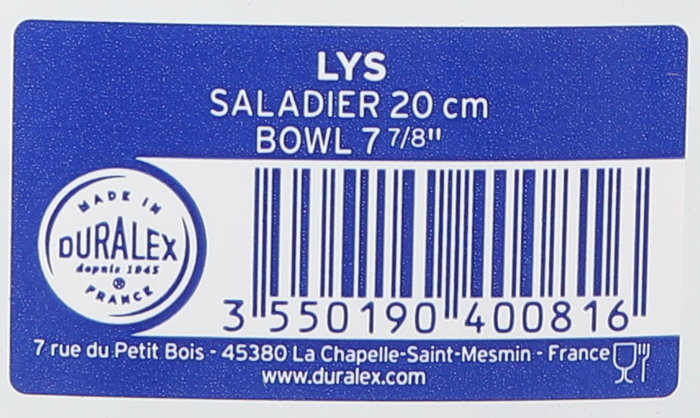 LYS
SALADIER 20 cm
BOWL 7 7/8"
MADE IN
DURALEX
depuis 1945
®
FRANCE
3 550190 400816
7 rue du Petit Bois - 45380 La Chapelle-Saint-Mesmin - France
www.duralex.com